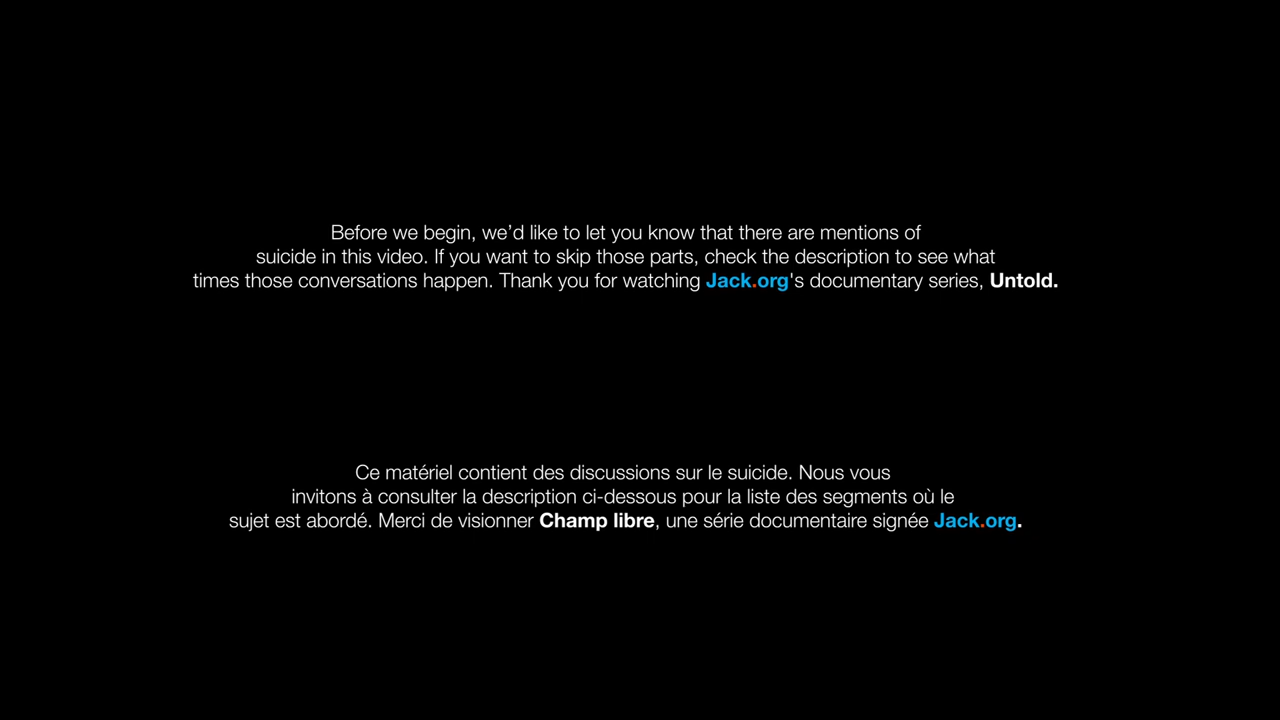 Before we begin, we’d like to let you know that there are mentions of
suicide in this video. If you want to skip those parts, check the description to see what
times those conversations happen. Thank you for watching Jack.org's documentary series, Untold.
Ce matériel contient des discussions sur le suicide. Nous vous
invitons à consulter la description ci-dessous pour la liste des segments où le
sujet est abordé. Merci de visionner Champ libre, une série documentaire signée Jack.org.